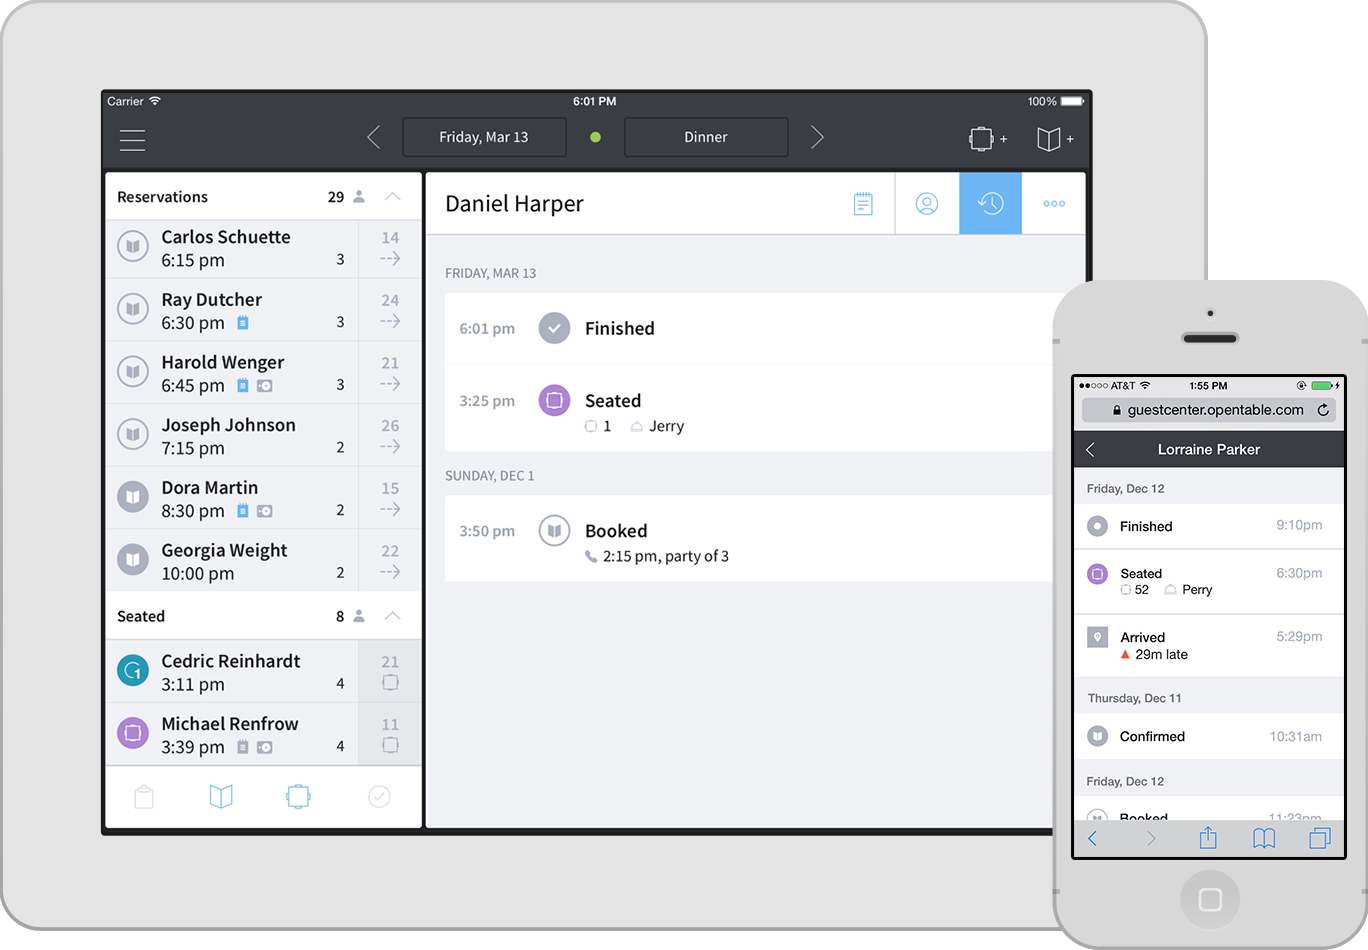 Carrier 6:01 PM 100%
Friday, Mar 13 Dinner + +
Reservations 29
Carlos Schuette 14
6:15 pm 3
Ray Dutcher 24
6:30 pm 3
Harold Wenger 21
6:45 pm 3
Joseph Johnson 26
7:15 pm 2
Dora Martin 15
8:30 pm 2
Georgia Weight 22
10:00 pm 2
Seated 8
Cedric Reinhardt 21
1
3:11 pm 4
Michael Renfrow 11
3:39 pm 4
Daniel Harper
FRIDAY, MAR 13
6:01 pm Finished
3:25 pm Seated
1 Jerry
SUNDAY, DEC 1
3:50 pm Booked
2:15 pm, party of 3
AT&T 1:55 PM
guestcenter.opentable.com
Lorraine Parker
Friday, Dec 12
Finished 9:10pm
Seated 6:30pm
52 Perry
Arrived 5:29pm
29m late
Thursday, Dec 11
Confirmed 10:31am
Friday, Dec 12
Booked 11:23pm